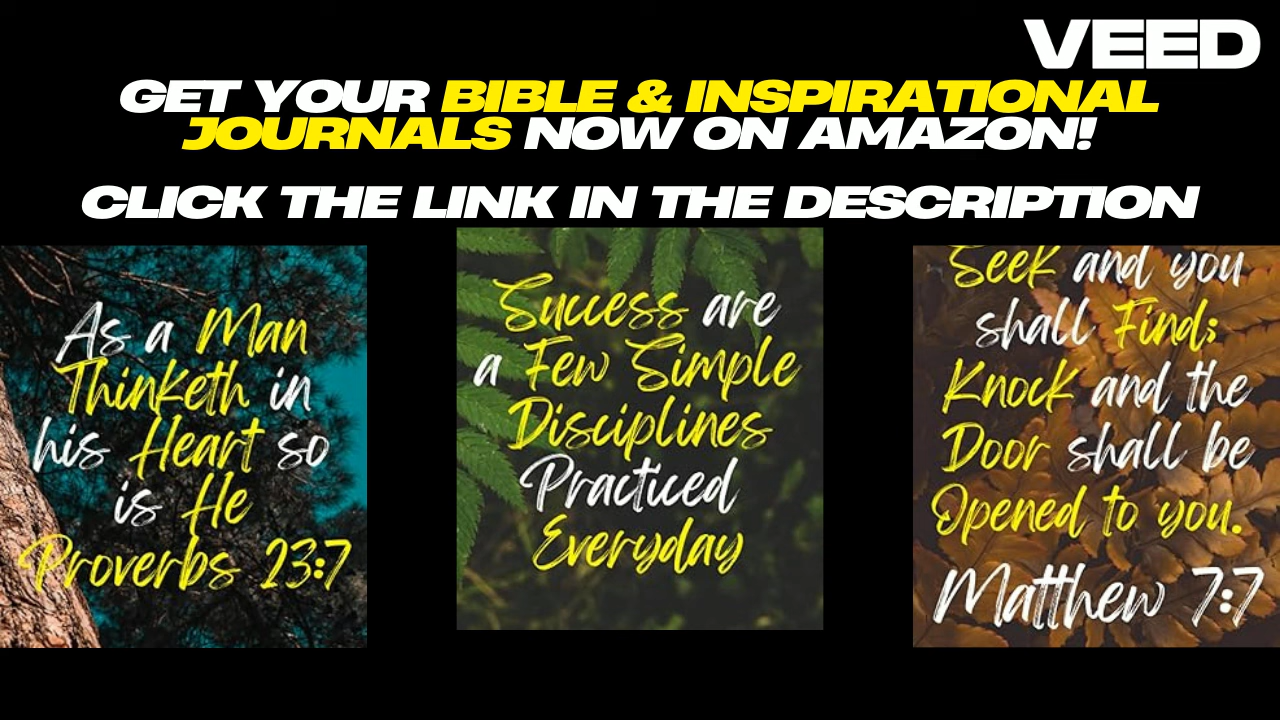 VEED
GET YOUR BIBLE & INSPIRATIONAL
JOURNALS NOW ON AMAZON!
CLICK THE LINK IN THE DESCRIPTION
As a Man
Thinketh in
his Heart so
is He
Proverbs 23:7
Success are
a Few Simple
Disciplines
Practiced
Everyday
Seek and you
shall Find;
Knock and the
Door shall be
Opened to you.
Matthew 7:7